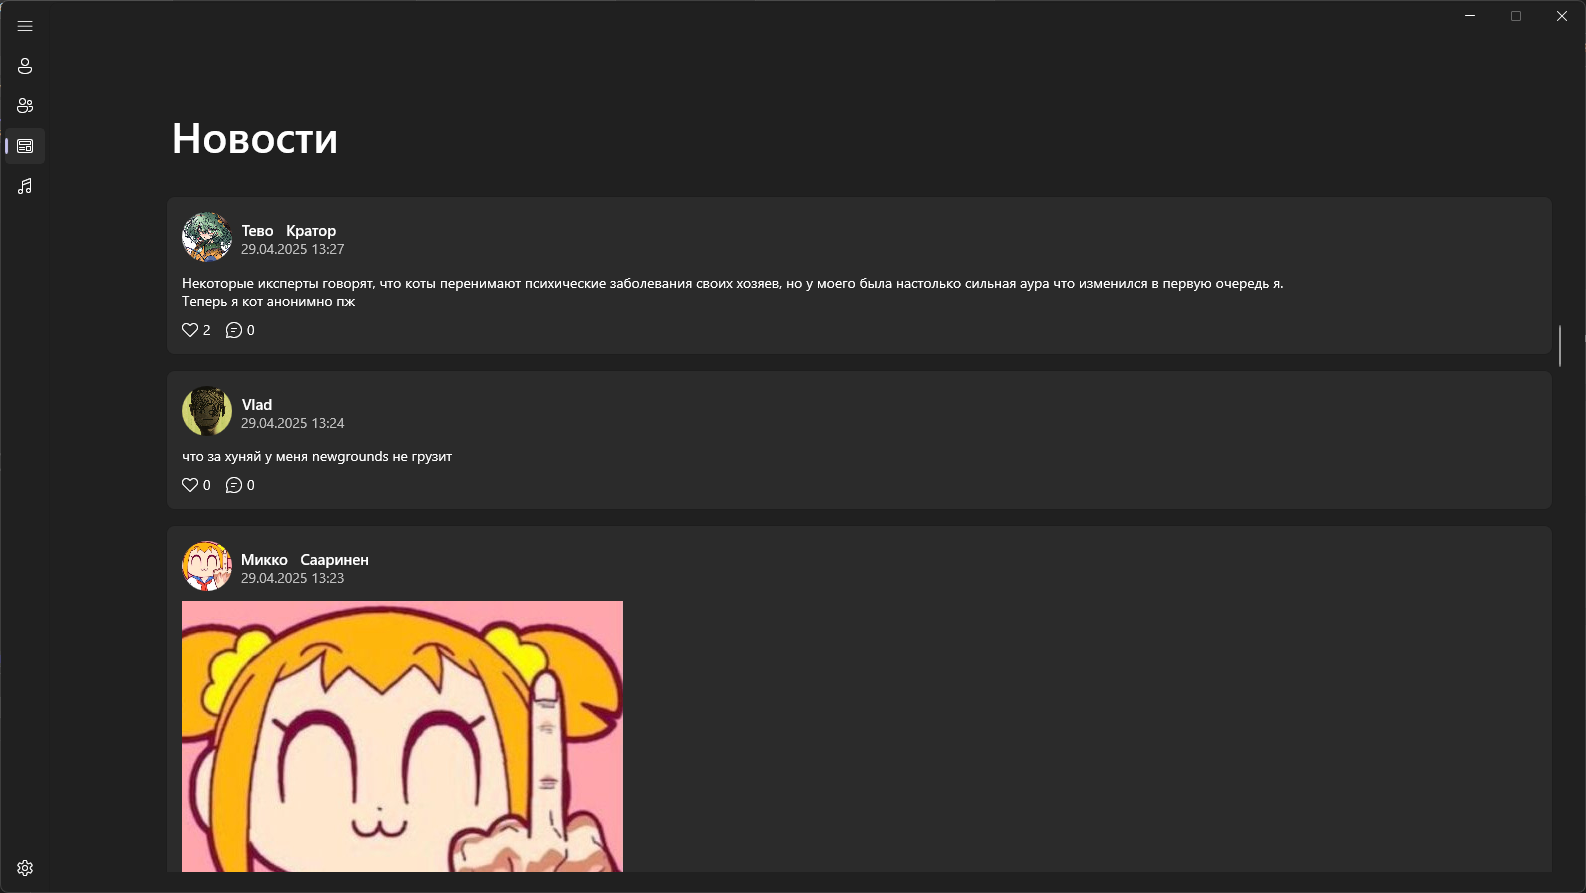 Новости
Тево Кратор
29.04.2025 13:27
Некоторые иксперты говорят, что коты перенимают психические заболевания своих хозяев, но у моего была настолько сильная аура что изменился в первую очередь я.
Теперь я кот анонимно пж
2 0
Vlad
29.04.2025 13:24
что за хуняй у меня newgrounds не грузит
0 0
Микко Сааринен
29.04.2025 13:23